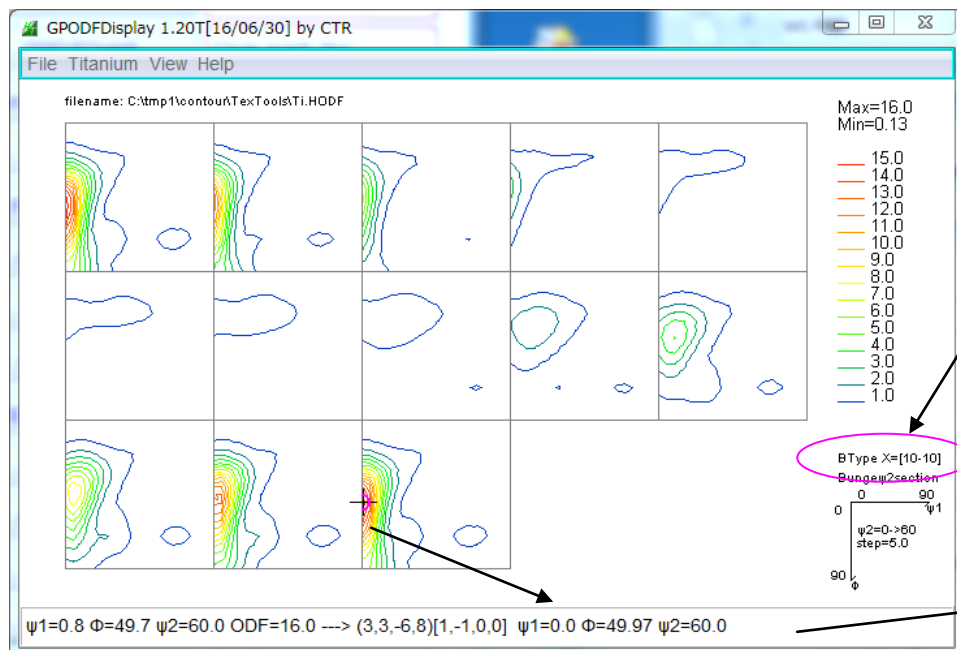 GPODFDisplay 1.20T[16/06/30] by CTR
File Titanium View Help
filename: C:\tmp1\contour\TexTools\Ti.HODF
Max=16.0
Min=0.13
15.0
14.0
13.0
12.0
11.0
10.0
9.0
8.0
7.0
6.0
5.0
4.0
3.0
2.0
1.0
BType X=[10-10]
Bungeψ2section
0 90
0 ψ1
ψ2=0->60
step=5.0
90 Φ
ψ1=0.8 Φ=49.7 ψ2=60.0 ODF=16.0 ---> (3,3,-6,8)[1,-1,0,0] ψ1=0.0 Φ=49.97 ψ2=60.0